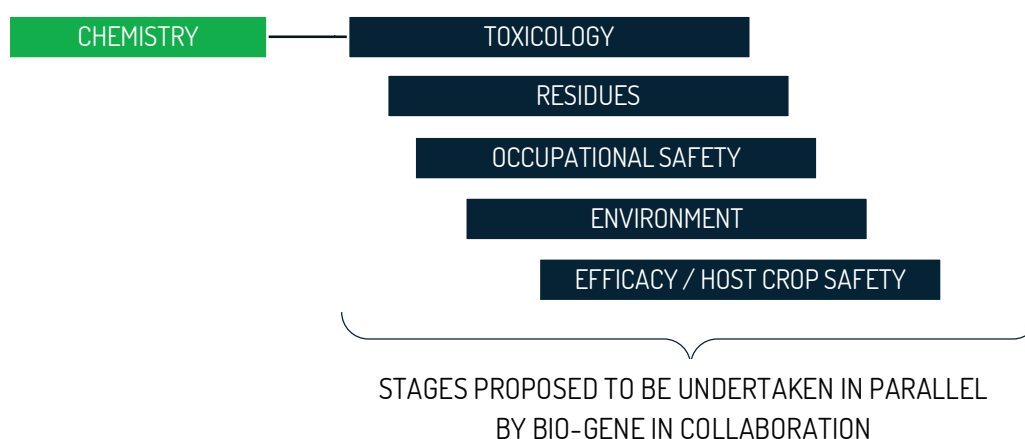 CHEMISTRY
TOXICOLOGY
RESIDUES
OCCUPATIONAL SAFETY
ENVIRONMENT
EFFICACY / HOST CROP SAFETY
STAGES PROPOSED TO BE UNDERTAKEN IN PARALLEL
BY BIO-GENE IN COLLABORATION